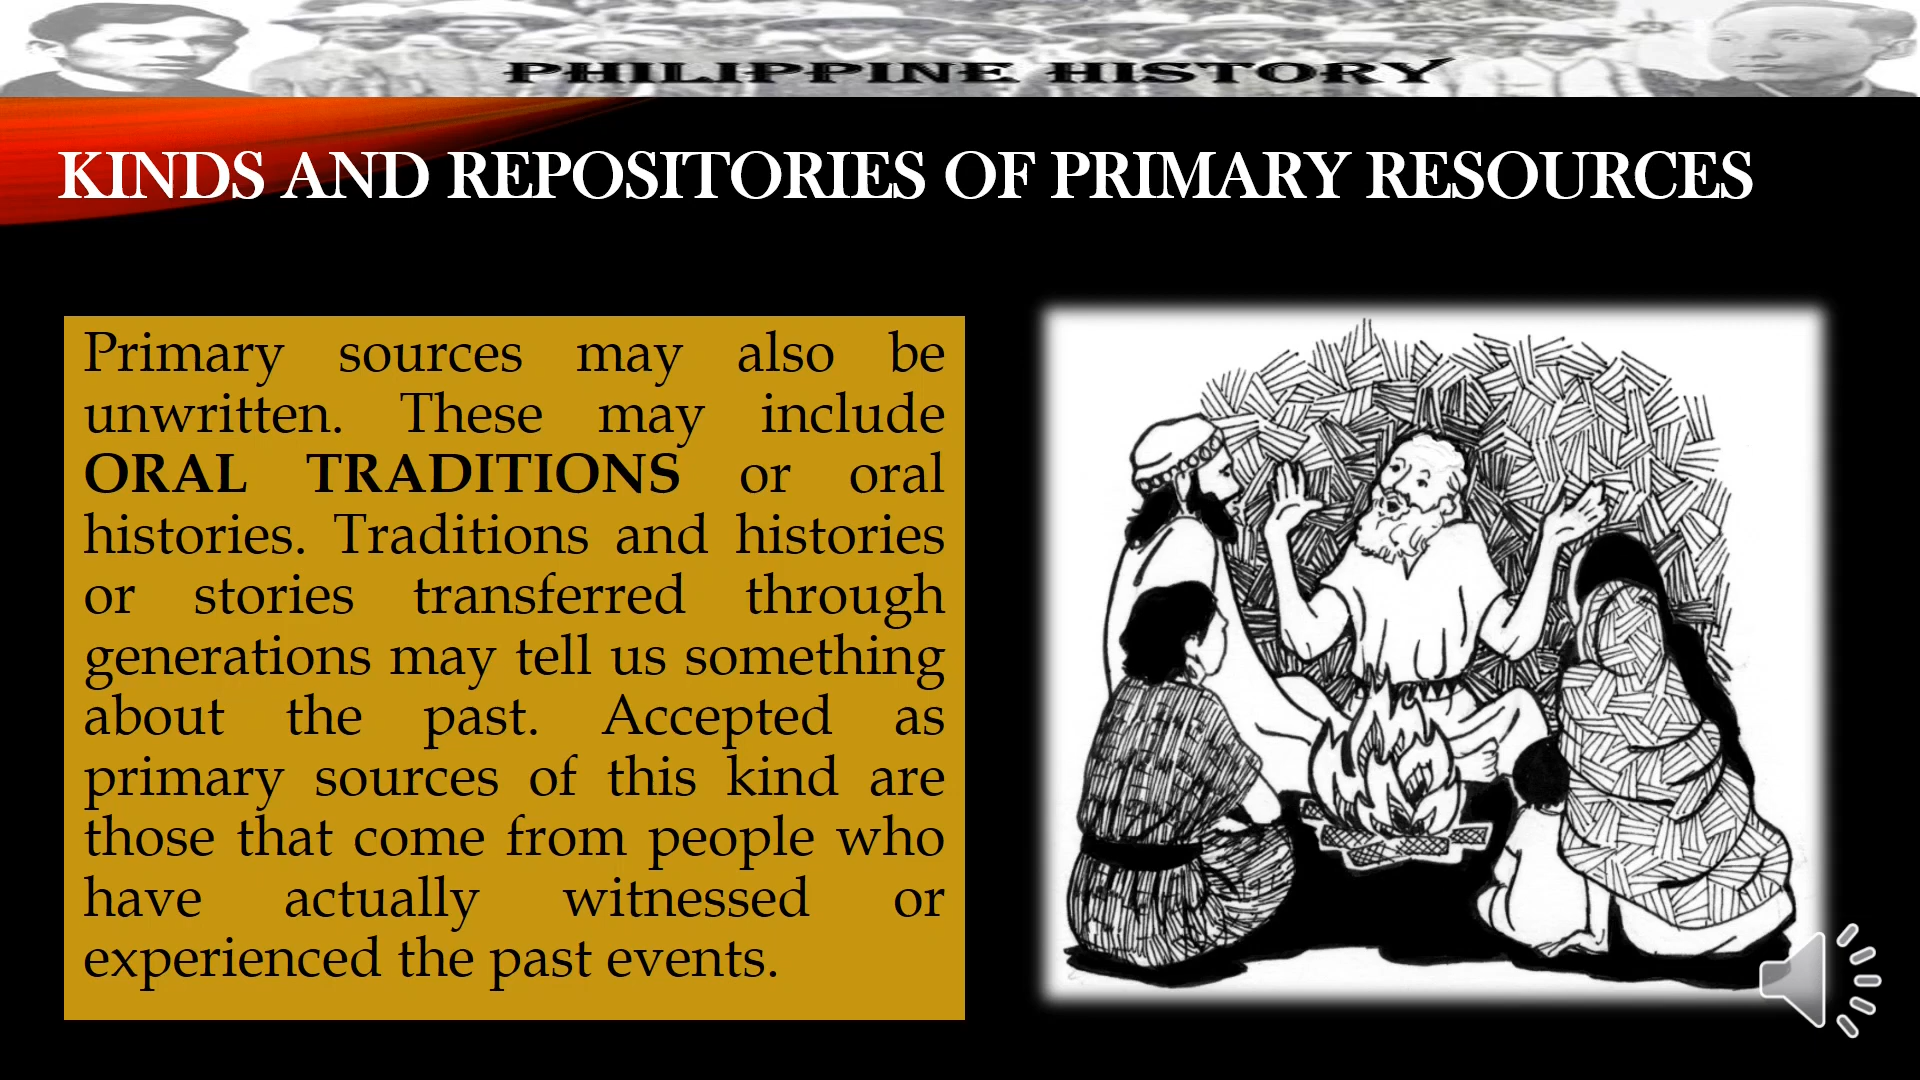 PHILIPPINE HISTORY
KINDS AND REPOSITORIES OF PRIMARY RESOURCES
Primary sources may also be
unwritten. These may include
ORAL TRADITIONS or oral
histories. Traditions and histories
or stories transferred through
generations may tell us something
about the past. Accepted as
primary sources of this kind are
those that come from people who
have actually witnessed or
experienced the past events.